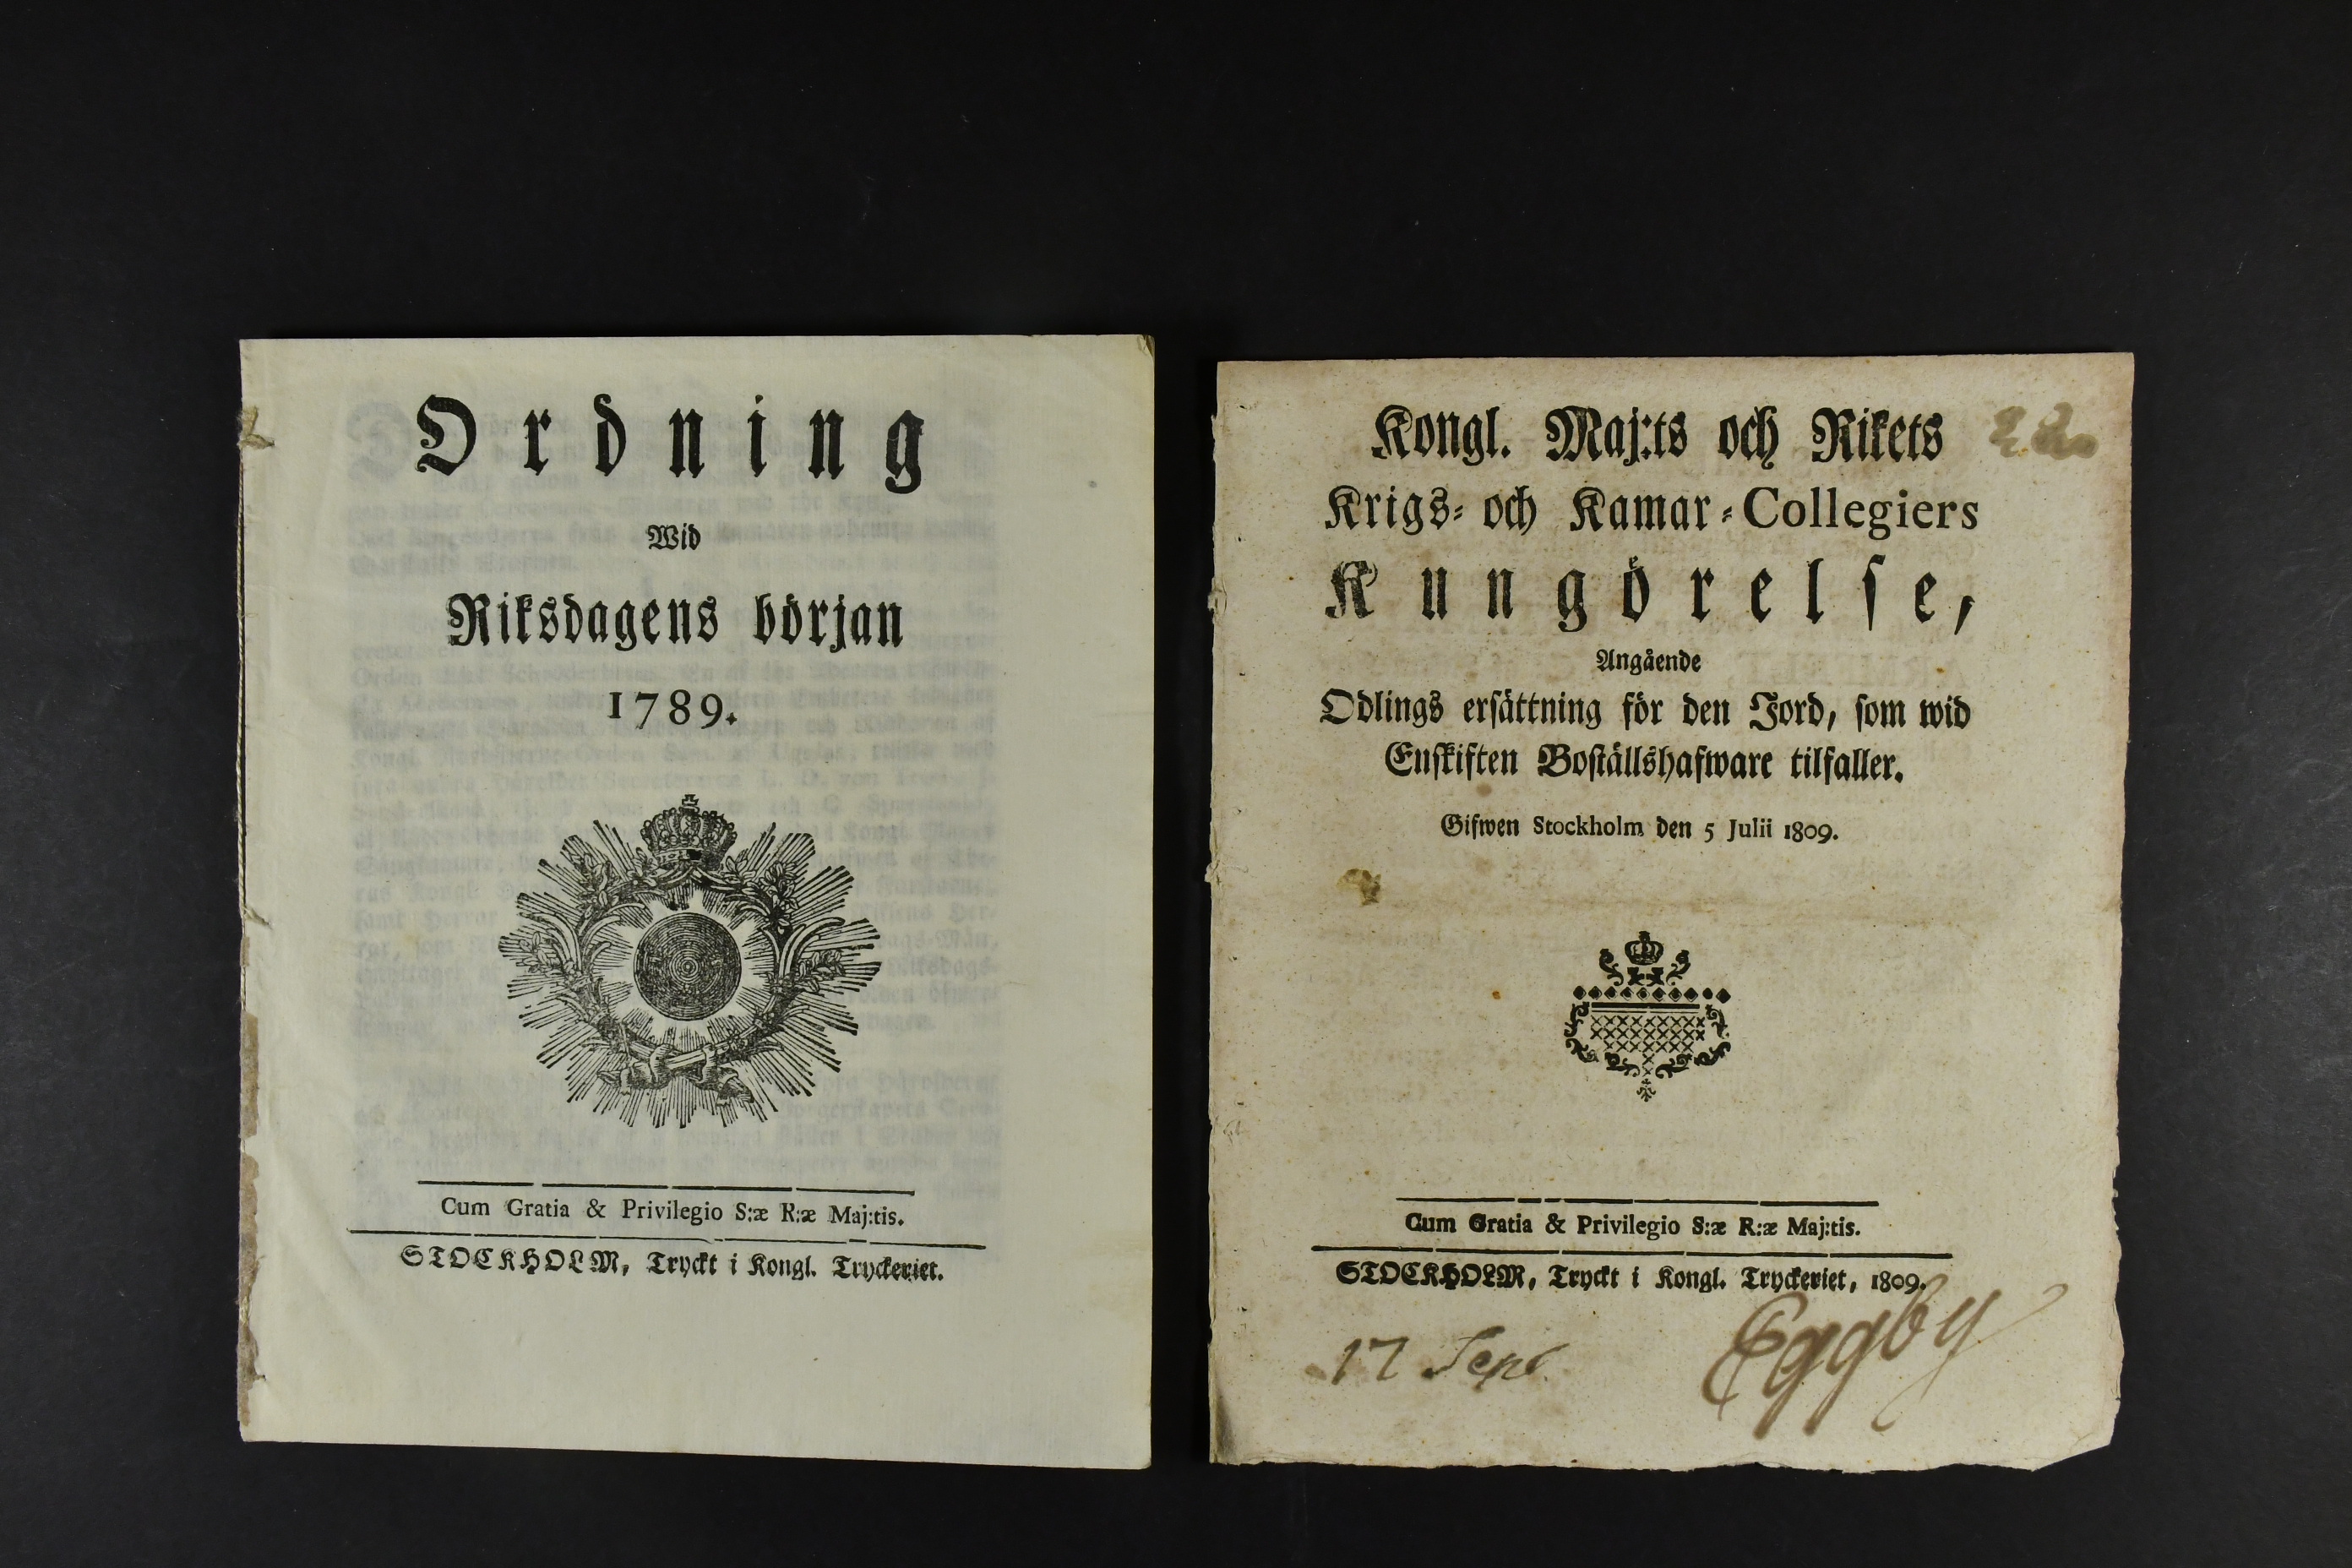 Ordning
Wid
Riksdagens början
1789.
Cum Gratia & Privilegio S:æ R:æ Maj:tis.
STOCKHOLM, Tryckt i Kongl. Tryckeriet.
Kongl. Maj:ts och Rikets
Krigs- och Kamar-Collegiers
Kungörelse,
Angående
Odlings ersättning för den Jord, som wid
Enskiften Boställshafware tilfaller.
Gifwen Stockholm den 5 Julii 1809.
Cum Gratia & Privilegio S:æ R:æ Maj:tis.
STOCKHOLM, Tryckt i Kongl. Tryckeriet, 1809.
17 Sept.
Eggby